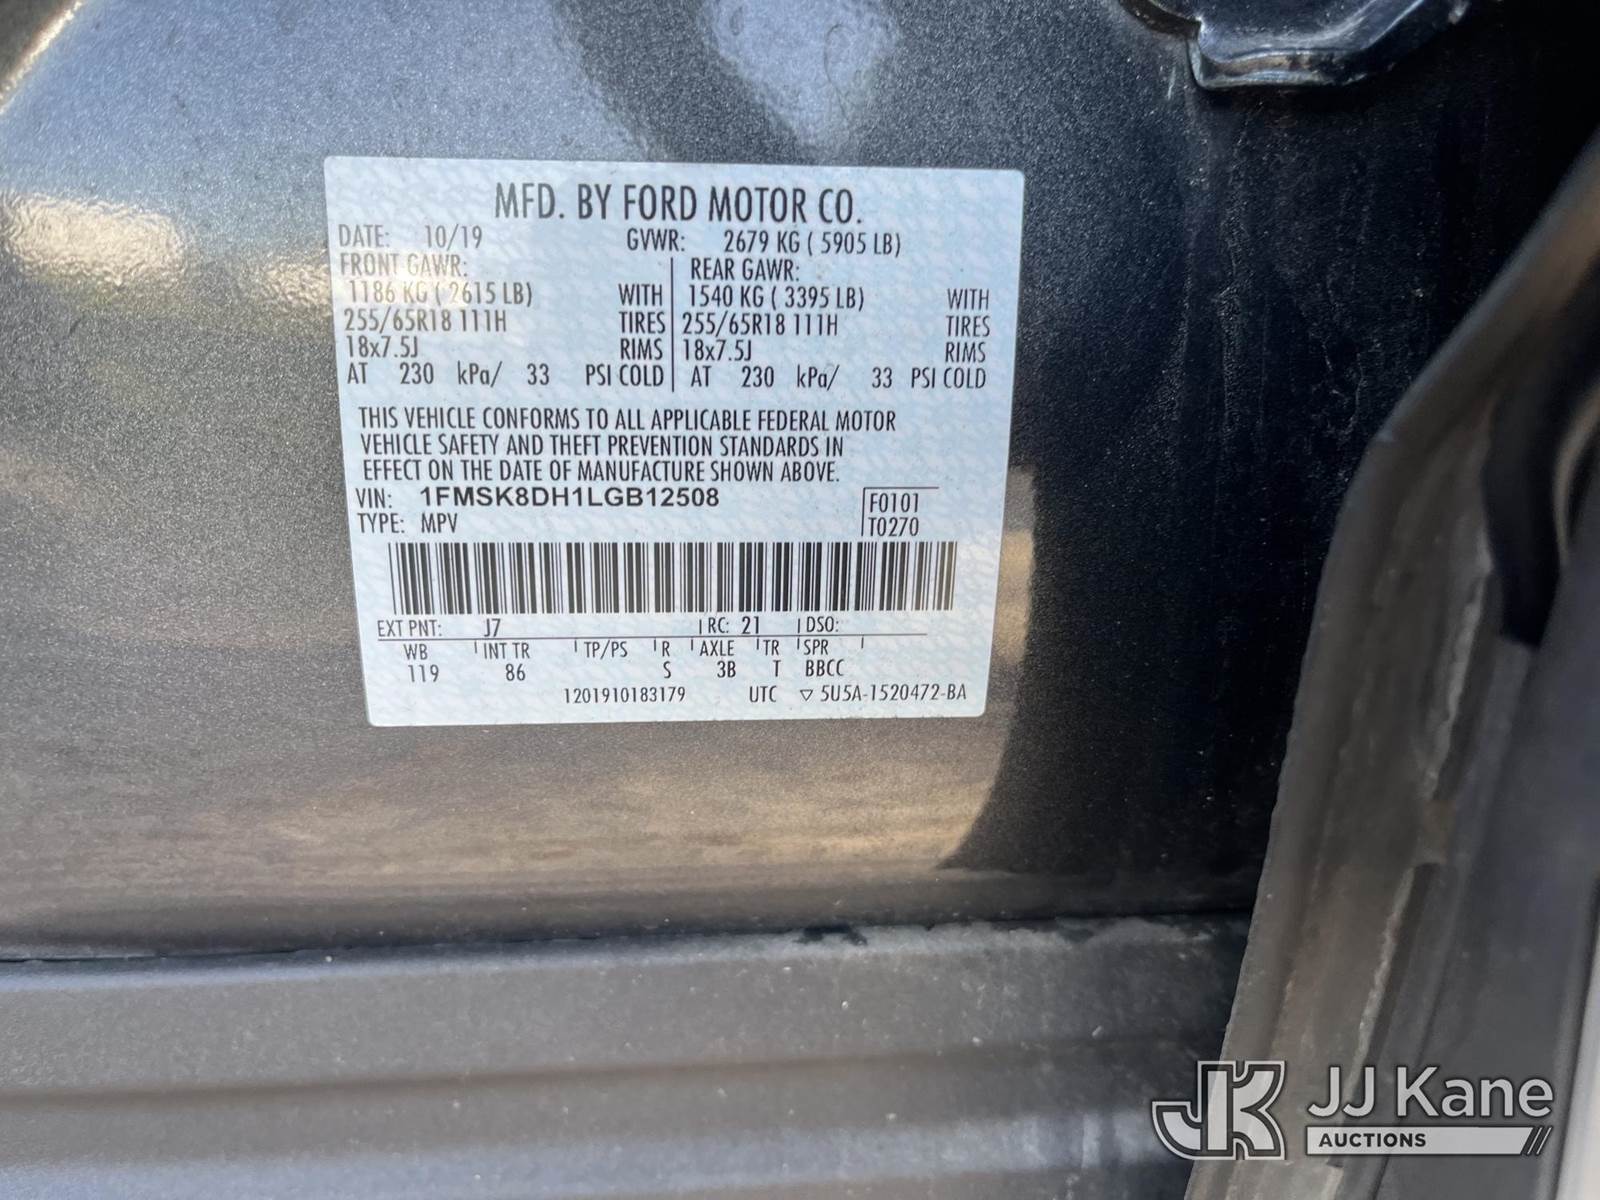 MFD. BY FORD MOTOR CO.
DATE: 10/19 GVWR: 2679 KG ( 5905 LB)
FRONT GAWR: REAR GAWR:
1186 KG ( 2615 LB) WITH 1540 KG ( 3395 LB) WITH
255/65R18 111H TIRES 255/65R18 111H TIRES
18x7.5J RIMS 18x7.5J RIMS
AT 230 kPa/ 33 PSI COLD AT 230 kPa/ 33 PSI COLD
THIS VEHICLE CONFORMS TO ALL APPLICABLE FEDERAL MOTOR
VEHICLE SAFETY AND THEFT PREVENTION STANDARDS IN
EFFECT ON THE DATE OF MANUFACTURE SHOWN ABOVE.
VIN: 1FMSK8DH1LGB12508 F0101
TYPE: MPV T0270
EXT PNT: J7 RC: 21 DSO:
WB INT TR TP/PS R AXLE TR SPR
119 86 S 3B T BBCC
1201910183179 UTC ▽ 5U5A-1520472-BA
JK JJ Kane
AUCTIONS